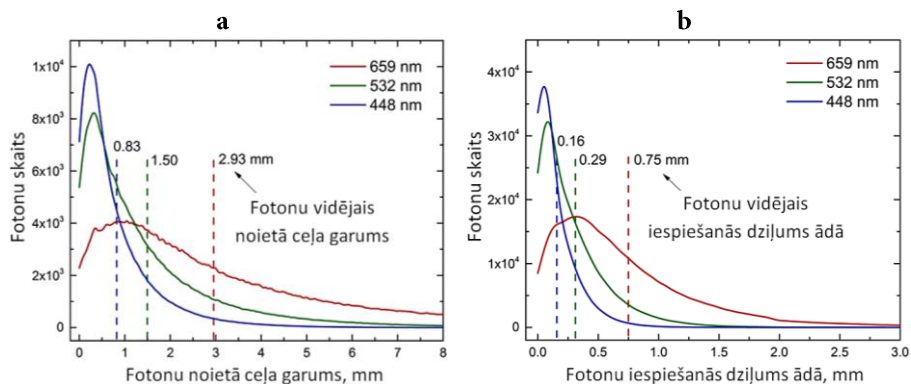 a
Fotonu skaits
1x10⁴
8x10³
6x10³
4x10³
2x10³
0
659 nm
532 nm
448 nm
0.83
1.50
2.93 mm
Fotonu vidējais
noietā ceļa garums
0 1 2 3 4 5 6 7 8
Fotonu noietā ceļa garums, mm
b
Fotonu skaits
4x10⁴
3x10⁴
2x10⁴
1x10⁴
0
659 nm
532 nm
448 nm
0.16
0.29
0.75 mm
Fotonu vidējais
iespiešanās dziļums ādā
0.0 0.5 1.0 1.5 2.0 2.5 3.0
Fotonu iespiešanās dziļums ādā, mm